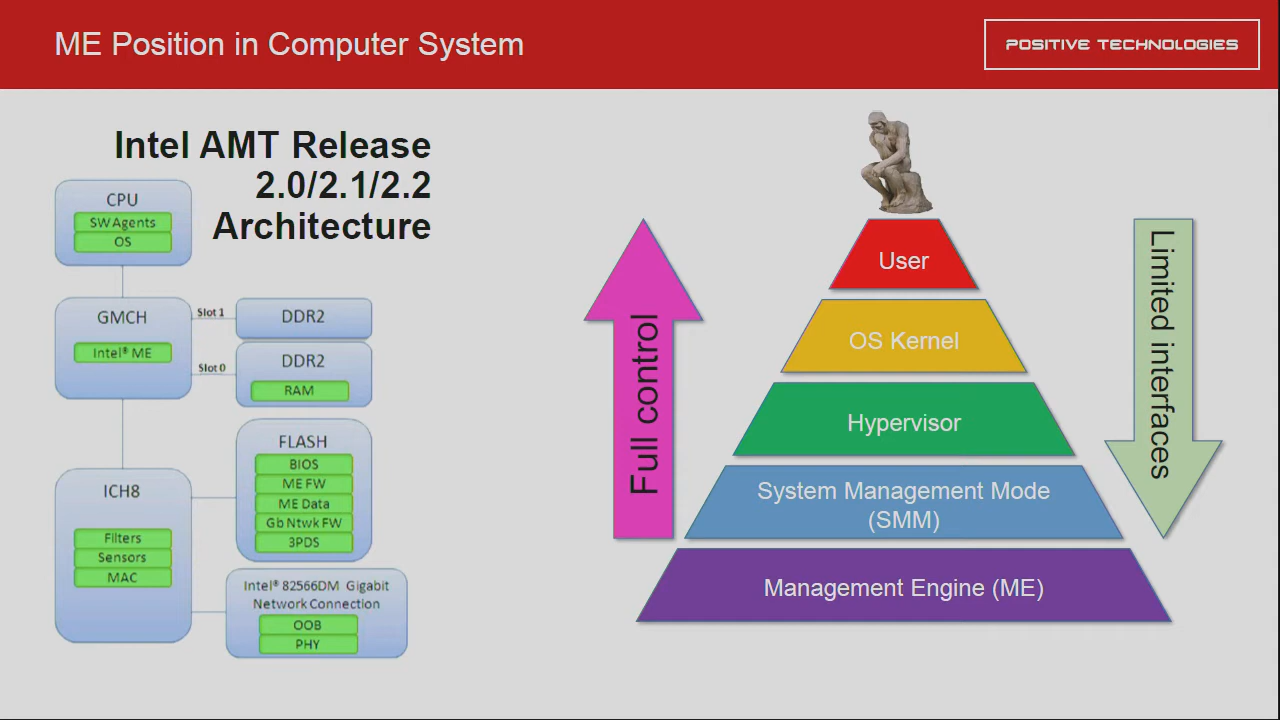 ME Position in Computer System
POSITIVE TECHNOLOGIES
Intel AMT Release
2.0/2.1/2.2
Architecture
CPU
SW Agents
OS
GMCH
Intel® ME
Slot 1
DDR2
Slot 0
DDR2
RAM
ICH8
Filters
Sensors
MAC
FLASH
BIOS
ME FW
ME Data
Gb Ntwk FW
3PDS
Intel® 82566DM Gigabit
Network Connection
OOB
PHY
Full control
User
OS Kernel
Hypervisor
System Management Mode
(SMM)
Management Engine (ME)
Limited interfaces